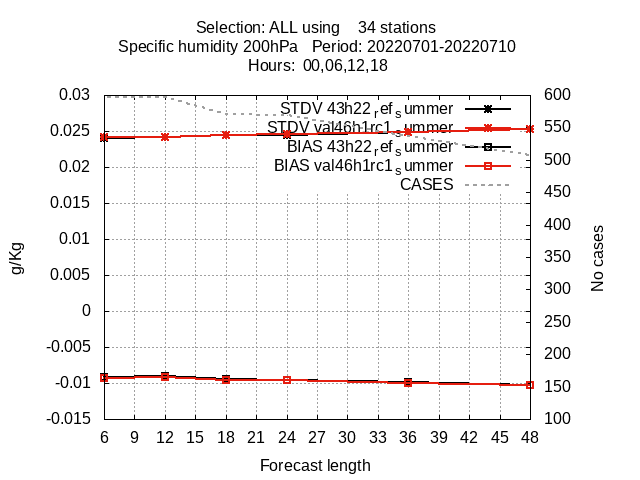 Selection: ALL using    34 stations
Specific humidity 200hPa   Period: 20220701-20220710
Hours:  00,06,12,18
STDV 43h22_ref_summer
STDV val46h1rc1_summer
BIAS 43h22_ref_summer
BIAS val46h1rc1_summer
CASES
0.03
0.025
0.02
0.015
0.01
0.005
0
-0.005
-0.01
-0.015
g/Kg
600
550
500
450
400
350
300
250
200
150
100
No cases
6 9 12 15 18 21 24 27 30 33 36 39 42 45 48
Forecast length